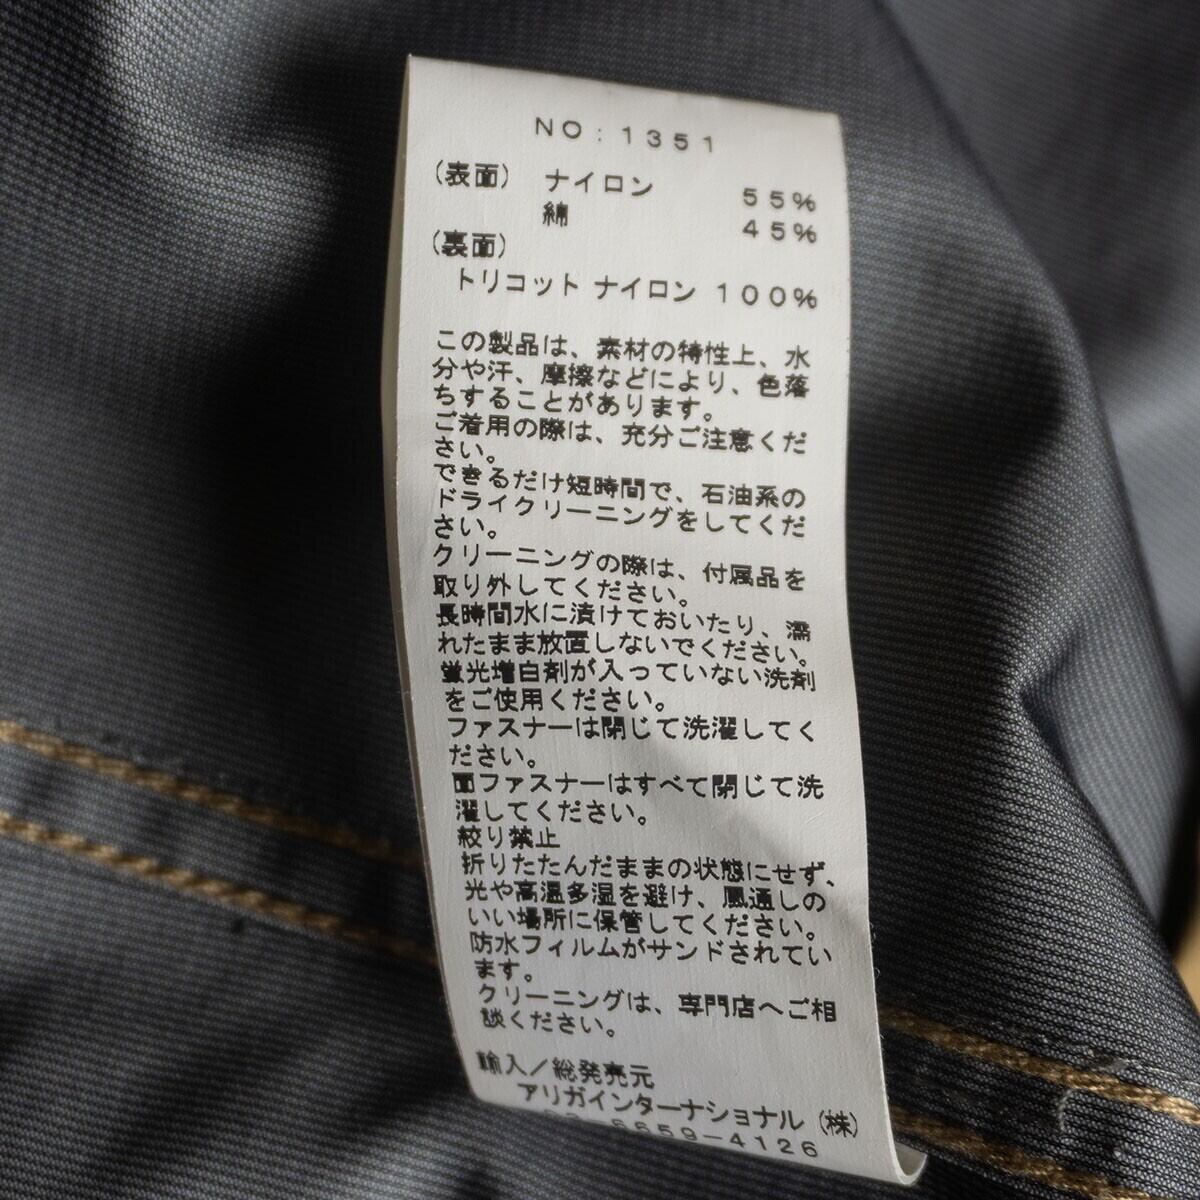 NO:1351
(表面) ナイロン 55%
綿 45%
(裏面)
トリコット ナイロン 100%
この製品は、素材の特性上、水
分や汗、摩擦などにより、色落
ちすることがあります。
ご着用の際は、充分ご注意くだ
さい。
できるだけ短時間で、石油系の
ドライクリーニングをしてくだ
さい。
クリーニングの際は、付属品を
取り外してください。
長時間水に漬けておいたり、濡
れたまま放置しないでください。
蛍光増白剤が入っていない洗剤
をご使用ください。
ファスナーは閉じて洗濯してく
ださい。
面ファスナーはすべて閉じて洗
濯してください。
絞り禁止
折りたたんだままの状態にせず、
光や高温多湿を避け、風通しの
いい場所に保管してください。
防水フィルムがサンドされてい
ます。
クリーニングは、専門店へご相
談ください。
輸入/総発売元
アリガインターナショナル(株)
6659-4126